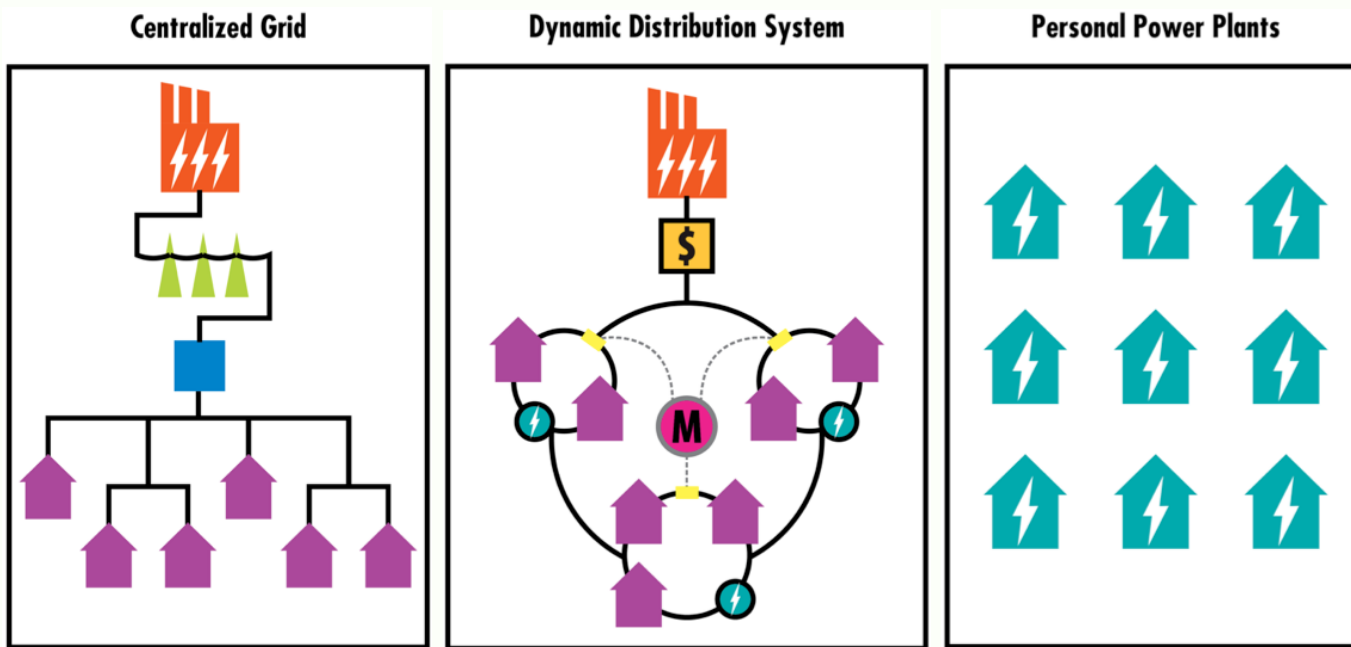 Centralized Grid
Dynamic Distribution System
Personal Power Plants
$
M